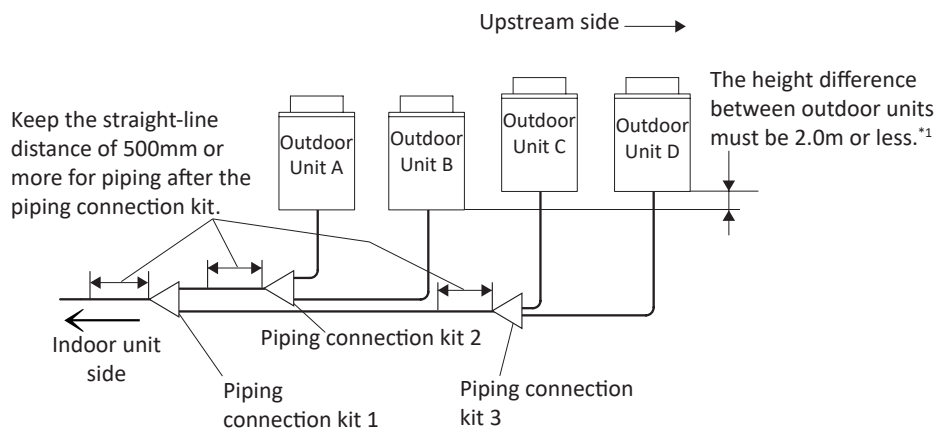 Upstream side
The height difference
between outdoor units
must be 2.0m or less.*1
Keep the straight-line
distance of 500mm or
more for piping after the
piping connection kit.
Outdoor
Unit A
Outdoor
Unit B
Outdoor
Unit C
Outdoor
Unit D
Indoor unit
side
Piping connection kit 2
Piping
connection kit 1
Piping connection
kit 3